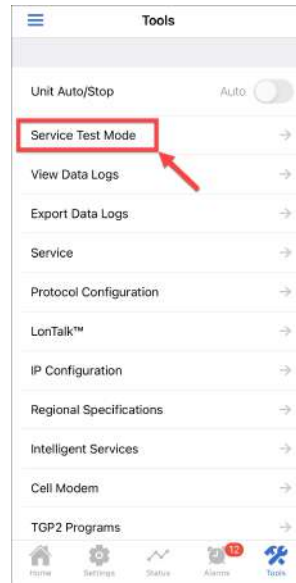 Tools
Unit Auto/Stop Auto
Service Test Mode
View Data Logs
Export Data Logs
Service
Protocol Configuration
LonTalk™
IP Configuration
Regional Specifications
Intelligent Services
Cell Modem
TGP2 Programs
12
Home Settings Status Alarms Tools